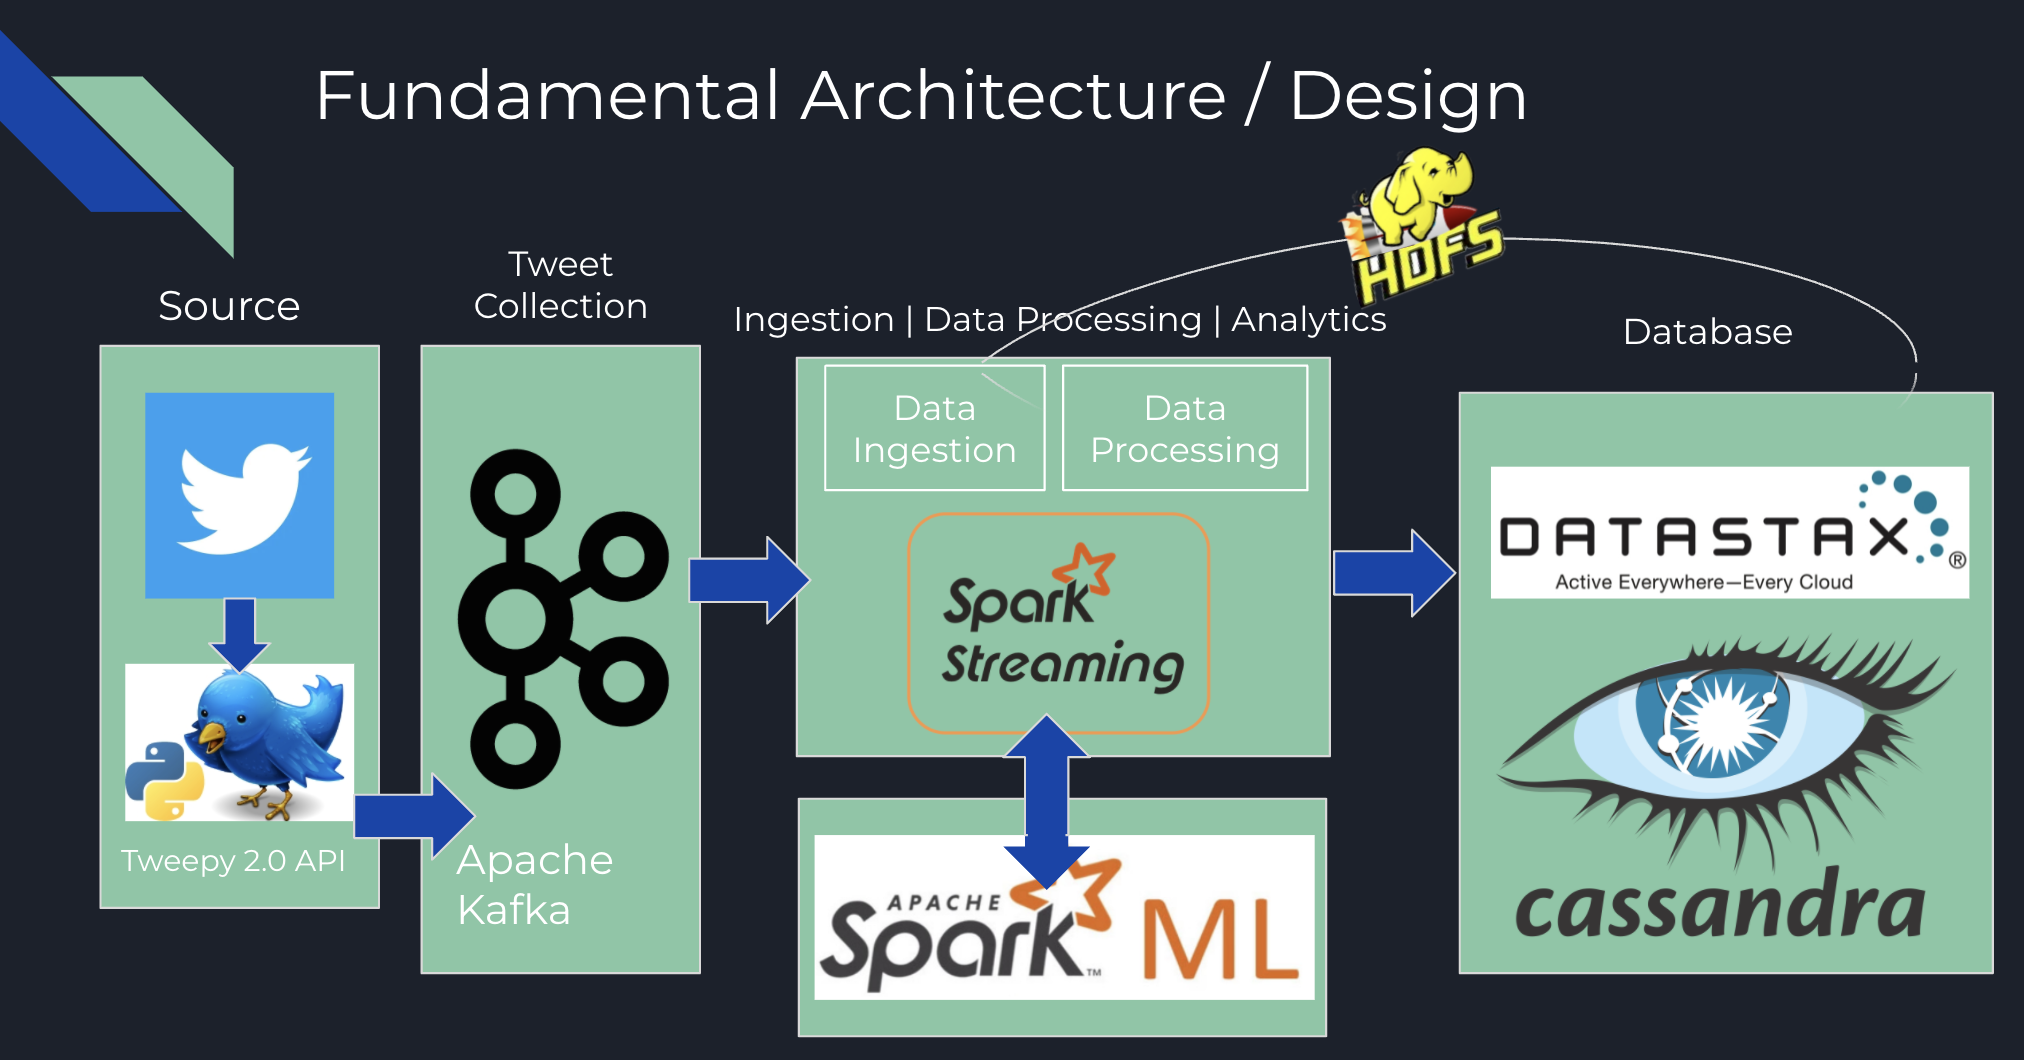 Fundamental Architecture / Design
HDFS
Source
Tweet
Collection
Ingestion | Data Processing | Analytics
Database
Data
Ingestion
Data
Processing
DATASTAX®
Active Everywhere—Every Cloud
Spark
Streaming
Tweepy 2.0 API
Apache
Kafka
APACHE
Spark™ ML
cassandra